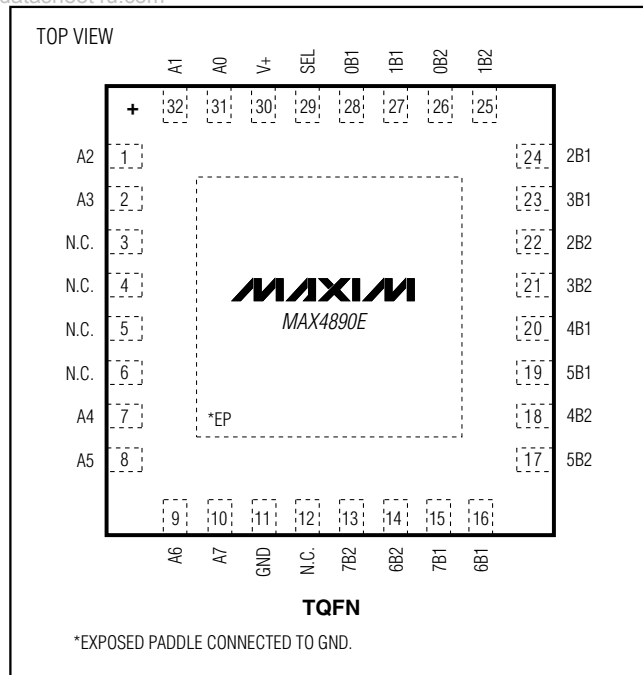 TOP VIEW
A1 A0 V+ SEL 0B1 1B1 0B2 1B2
+ 32 31 30 29 28 27 26 25
A2 1 24 2B1
A3 2 23 3B1
N.C. 3 22 2B2
N.C. 4 21 3B2
MAXIM
MAX4890E
N.C. 5 20 4B1
N.C. 6 19 5B1
A4 7 18 4B2
*EP
A5 8 17 5B2
9 10 11 12 13 14 15 16
A6 A7 GND N.C. 7B2 6B2 7B1 6B1
TQFN
*EXPOSED PADDLE CONNECTED TO GND.